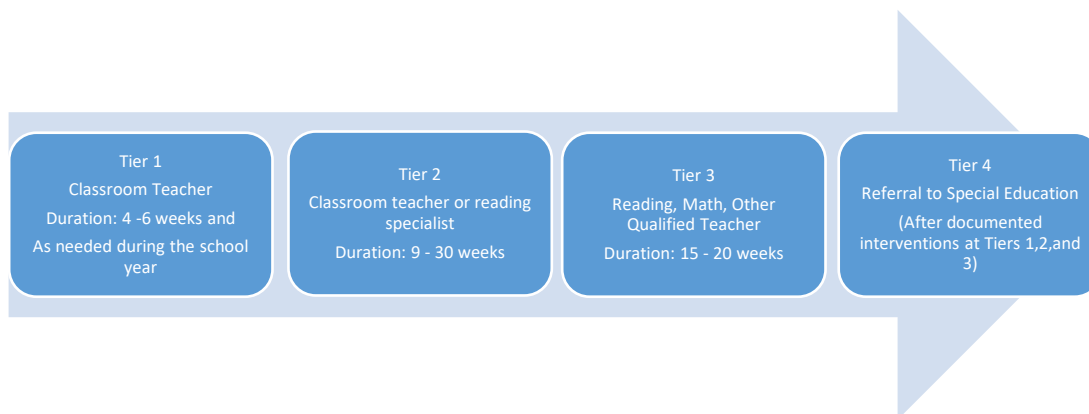 Tier 1
Classroom Teacher
Duration: 4 -6 weeks and
As needed during the school
year
Tier 2
Classroom teacher or reading
specialist
Duration: 9 - 30 weeks
Tier 3
Reading, Math, Other
Qualified Teacher
Duration: 15 - 20 weeks
Tier 4
Referral to Special Education
(After documented
interventions at Tiers 1,2,and
3)